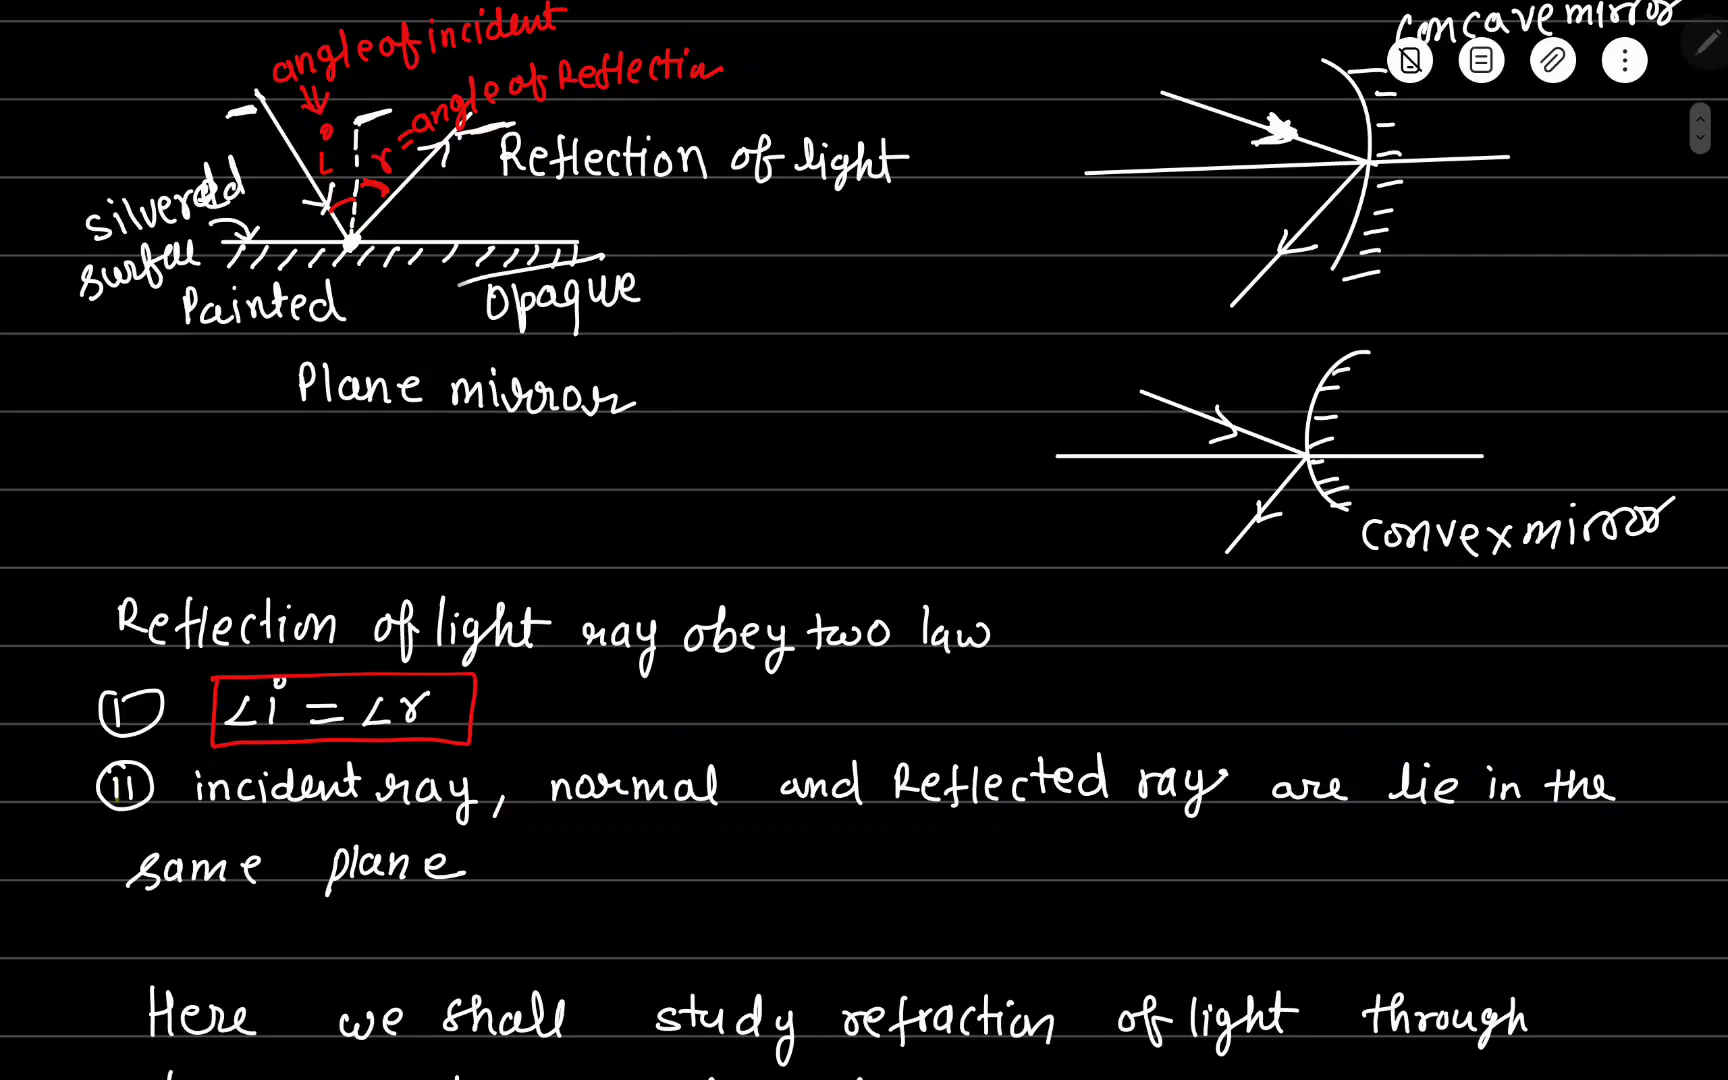 angle of incident
concave mirror
r = angle of Reflection
i
Reflection of light
silvered
surface
Painted
Opaque
Plane mirror
convex mirror
Reflection of light ray obey two law
(i) ∠i = ∠r
(ii) incident ray, normal and Reflected ray are lie in the
same plane
Here we shall study refraction of light through